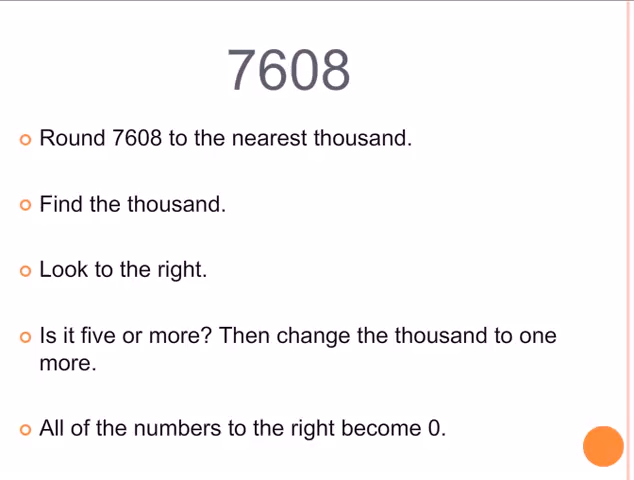 7608
Round 7608 to the nearest thousand.
Find the thousand.
Look to the right.
Is it five or more? Then change the thousand to one
more.
All of the numbers to the right become 0.